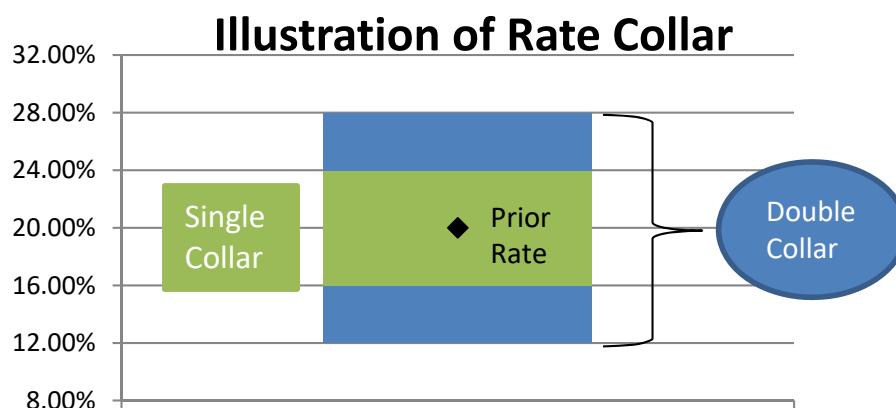 Illustration of Rate Collar
32.00%
28.00%
24.00%
20.00%
16.00%
12.00%
8.00%
Single
Collar
Prior
Rate
Double
Collar